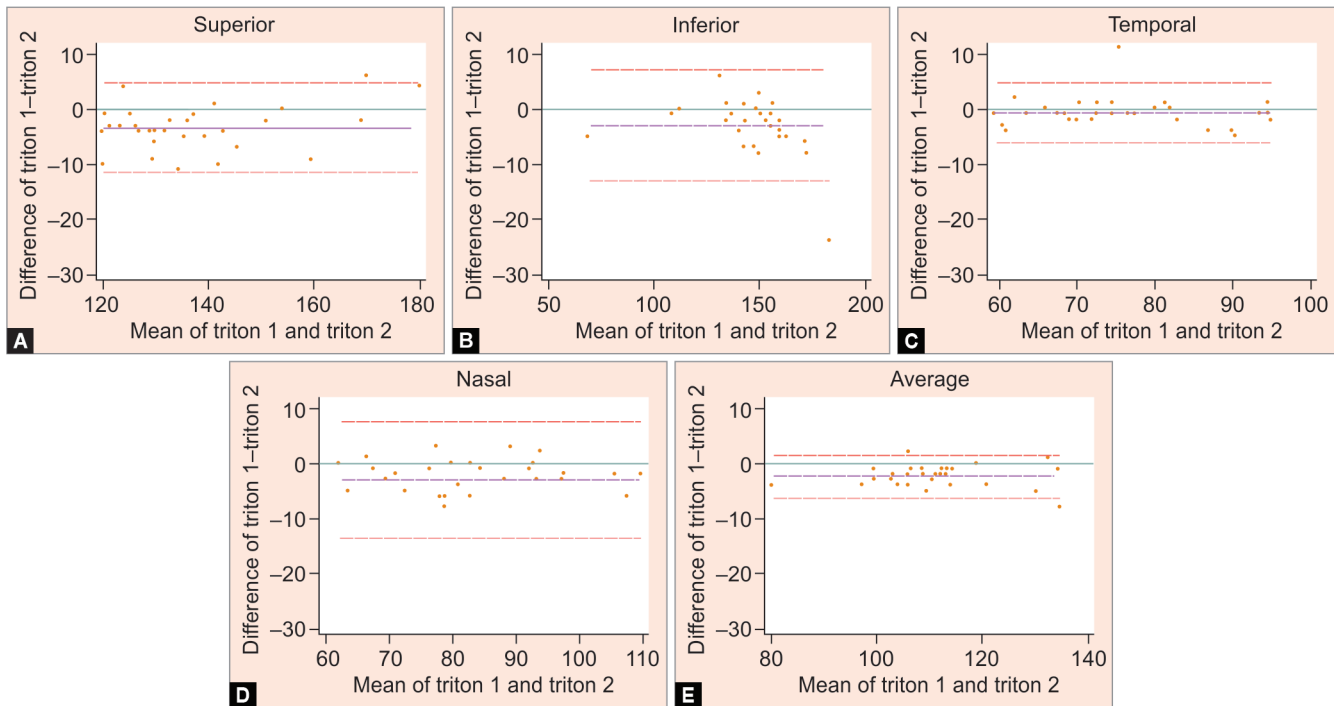 Superior
Difference of triton 1–triton 2
10
0
–10
–20
–30
120
140
160
180
Mean of triton 1 and triton 2
A
Inferior
Difference of triton 1–triton 2
10
0
–10
–20
–30
50
100
150
200
Mean of triton 1 and triton 2
B
Temporal
Difference of triton 1–triton 2
10
0
–10
–20
–30
60
70
80
90
100
Mean of triton 1 and triton 2
C
Nasal
Difference of triton 1–triton 2
10
0
–10
–20
–30
60
70
80
90
100
110
Mean of triton 1 and triton 2
D
Average
Difference of triton 1–triton 2
10
0
–10
–20
–30
80
100
120
140
Mean of triton 1 and triton 2
E